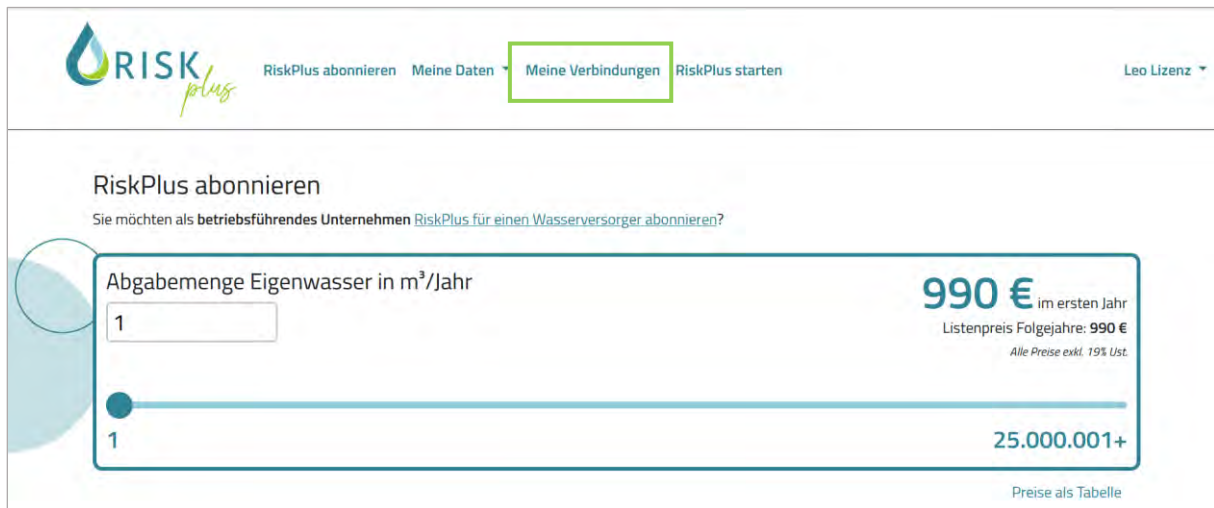 RISK plus
RiskPlus abonnieren Meine Daten Meine Verbindungen RiskPlus starten Leo Lizenz
RiskPlus abonnieren
Sie möchten als betriebsführendes Unternehmen RiskPlus für einen Wasserversorger abonnieren?
Abgabemenge Eigenwasser in m³/Jahr
1
990 € im ersten Jahr
Listenpreis Folgejahre: 990 €
Alle Preise exkl. 19% Ust.
1 25.000.001+
Preise als Tabelle